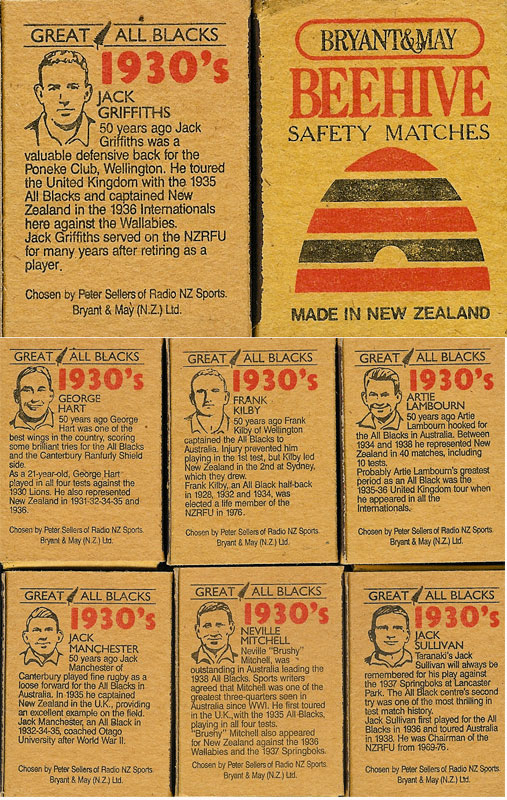 GREAT ALL BLACKS
1930's
JACK
GRIFFITHS
50 years ago Jack
Griffiths was a
valuable defensive back for the
Poneke Club, Wellington. He toured
the United Kingdom with the 1935
All Blacks and captained New
Zealand in the 1936 Internationals
here against the Wallabies.
Jack Griffiths served on the NZRFU
for many years after retiring as a
player.
Chosen by Peter Sellers of Radio NZ Sports.
Bryant & May (N.Z.) Ltd.
BRYANT&MAY
BEEHIVE
SAFETY MATCHES
MADE IN NEW ZEALAND
GREAT ALL BLACKS
1930's
GEORGE
HART
50 years ago George
Hart was one of the
best wings in the country, scoring
some brilliant tries for the All Blacks
and the Canterbury Ranfurly Shield
side.
As a 21-year-old, George Hart
played in all four tests against the
1930 Lions. He also represented
New Zealand in 1931-32-34-35 and
1936.
Chosen by Peter Sellers of Radio NZ Sports.
Bryant & May (N.Z.) Ltd.
GREAT ALL BLACKS
1930's
FRANK
KILBY
50 years ago Frank
Kilby of Wellington
captained the All Blacks to
Australia. Injury prevented him
playing in the 1st test, but Kilby led
New Zealand in the 2nd at Sydney,
which they drew.
Frank Kilby, an All Black half-back
in 1928, 1932 and 1934, was
elected a life member of the
NZRFU in 1976.
Chosen by Peter Sellers of Radio NZ Sports.
Bryant & May (N.Z.) Ltd.
GREAT ALL BLACKS
1930's
ARTIE
LAMBOURN
50 years ago Artie
Lambourn hooked for
the All Blacks in Australia. Between
1934 and 1938 he represented New
Zealand in 40 matches, including
10 tests.
Probably Artie Lambourn's greatest
period as an All Black was the
1935-36 United Kingdom tour when
he appeared in all the
Internationals.
Chosen by Peter Sellers of Radio NZ Sports
Bryant & May (N.Z.) Ltd.
GREAT ALL BLACKS
1930's
JACK
MANCHESTER
50 years ago Jack
Manchester of
Canterbury played fine rugby as a
loose forward for the All Blacks in
Australia. In 1935 he captained
New Zealand in the U.K., providing
an excellent example on the field.
Jack Manchester, an All Black in
1932-34-35, coached Otago
University after World War II.
Chosen by Peter Sellers of Radio NZ Sports.
Bryant & May (N.Z.) Ltd.
GREAT ALL BLACKS
1930's
NEVILLE
MITCHELL
Neville "Brushy"
Mitchell, was
outstanding in Australia leading the
1938 All Blacks. Sports writers
agreed that Mitchell was one of the
greatest three-quarters seen in
Australia since WWI. He first toured
in the U.K., with the 1935 All-Blacks,
playing in all four tests.
"Brushy" Mitchell also appeared
for New Zealand against the 1936
Wallabies and the 1937 Springboks.
Chosen by Peter Sellers of Radio NZ Sports.
Bryant & May (N.Z.) Ltd.
GREAT ALL BLACKS
1930's
JACK
SULLIVAN
Taranaki's Jack
Sullivan will always be
remembered for his play against
the 1937 Springboks at Lancaster
Park. The All Black centre's second
try was one of the most thrilling in
test match history.
Jack Sullivan first played for the All
Blacks in 1936 and toured Australia
in 1938. He was Chairman of the
NZRFU from 1969-76.
Chosen by Peter Sellers of Radio NZ Sports.
Bryant & May (N.Z.) Ltd.